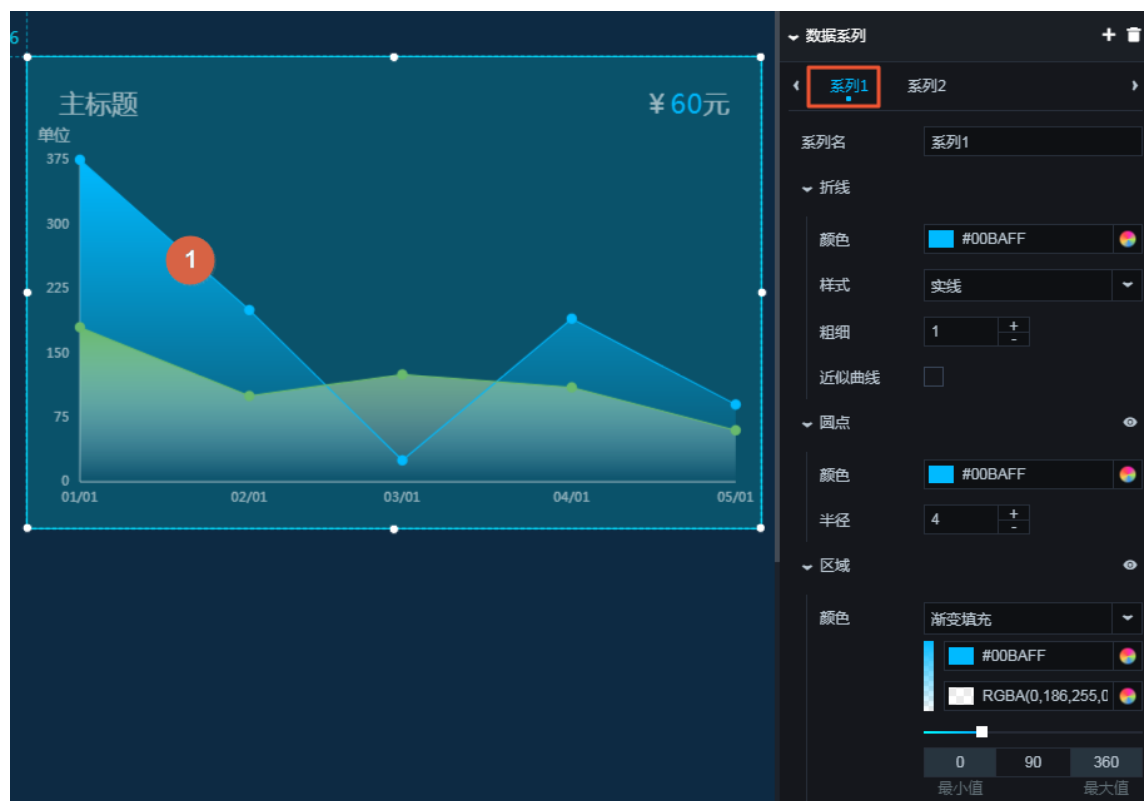 6
主标题
¥ 60元
单位
375
300
225
150
75
0
01/01 02/01 03/01 04/01 05/01
1
数据系列
系列1 系列2
系列名 系列1
折线
颜色 #00BAFF
样式 实线
粗细 1
近似曲线
圆点
颜色 #00BAFF
半径 4
区域
颜色 渐变填充
#00BAFF
RGBA(0,186,255,0
0 90 360
最小值 最大值